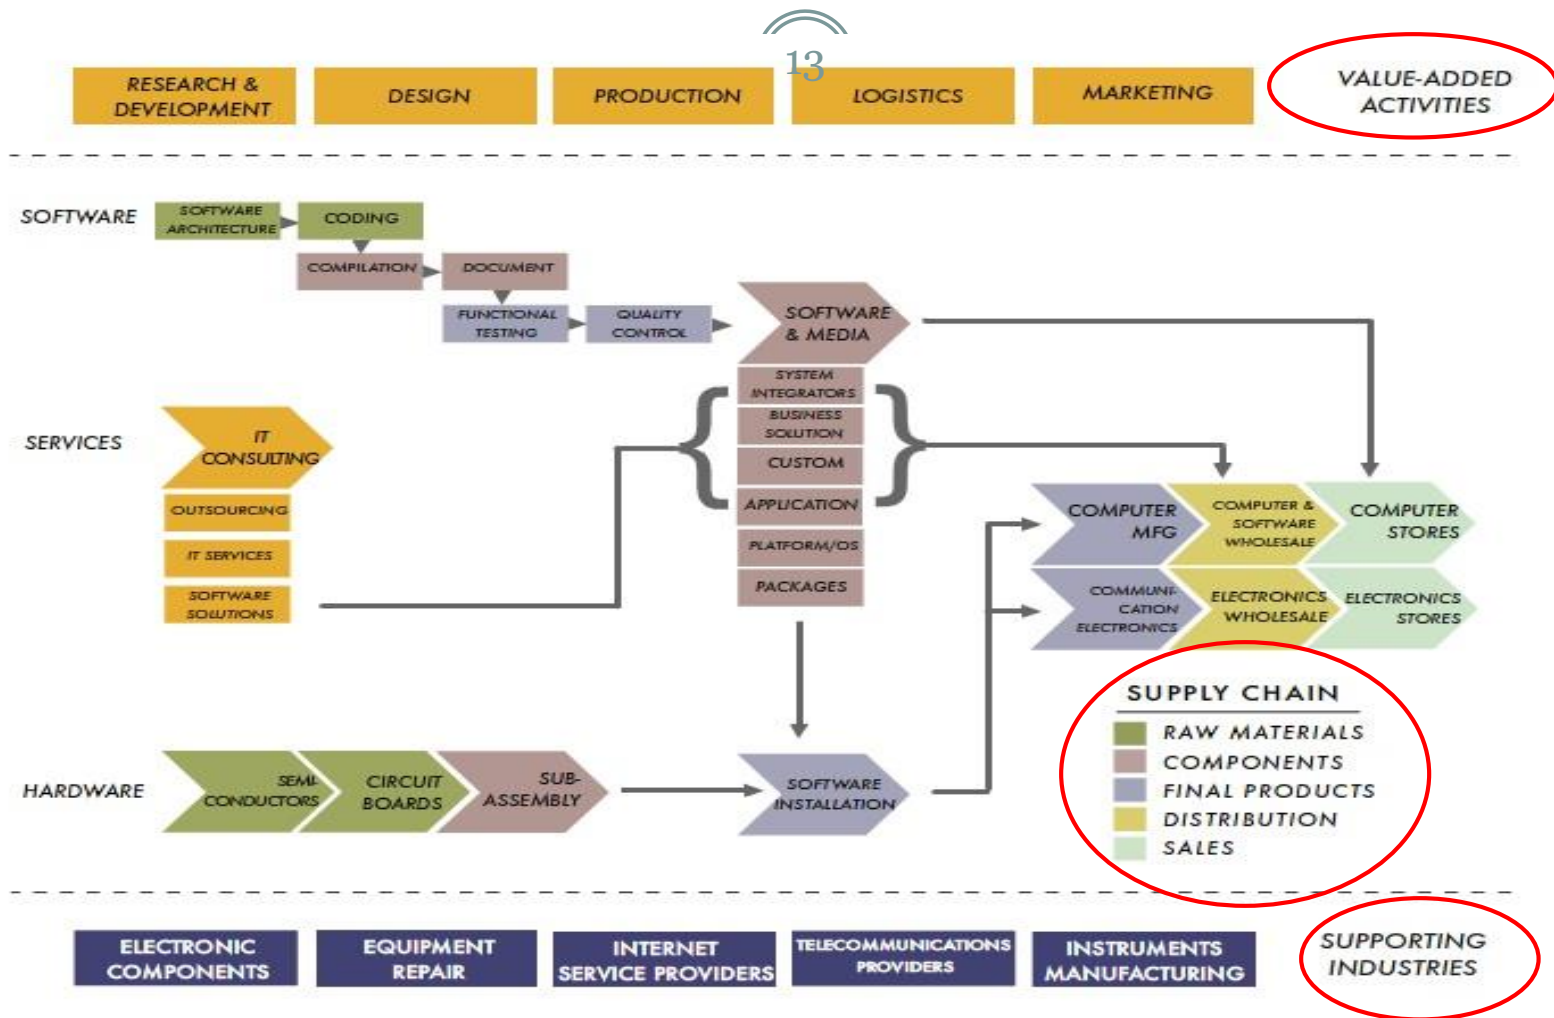 13
RESEARCH &
DEVELOPMENT
DESIGN
PRODUCTION
LOGISTICS
MARKETING
VALUE-ADDED
ACTIVITIES
SOFTWARE
SOFTWARE
ARCHITECTURE
CODING
COMPILATION
DOCUMENT
FUNCTIONAL
TESTING
QUALITY
CONTROL
SOFTWARE
& MEDIA
SYSTEM
INTEGRATORS
BUSINESS
SOLUTION
CUSTOM
APPLICATION
PLATFORM/OS
PACKAGES
SERVICES
IT
CONSULTING
OUTSOURCING
IT SERVICES
SOFTWARE
SOLUTIONS
COMPUTER
MFG
COMPUTER &
SOFTWARE
WHOLESALE
COMPUTER
STORES
COMMUNI-
CATION
ELECTRONICS
ELECTRONICS
WHOLESALE
ELECTRONICS
STORES
HARDWARE
SEMI-
CONDUCTORS
CIRCUIT
BOARDS
SUB-
ASSEMBLY
SOFTWARE
INSTALLATION
SUPPLY CHAIN
RAW MATERIALS
COMPONENTS
FINAL PRODUCTS
DISTRIBUTION
SALES
ELECTRONIC
COMPONENTS
EQUIPMENT
REPAIR
INTERNET
SERVICE PROVIDERS
TELECOMMUNICATIONS
PROVIDERS
INSTRUMENTS
MANUFACTURING
SUPPORTING
INDUSTRIES